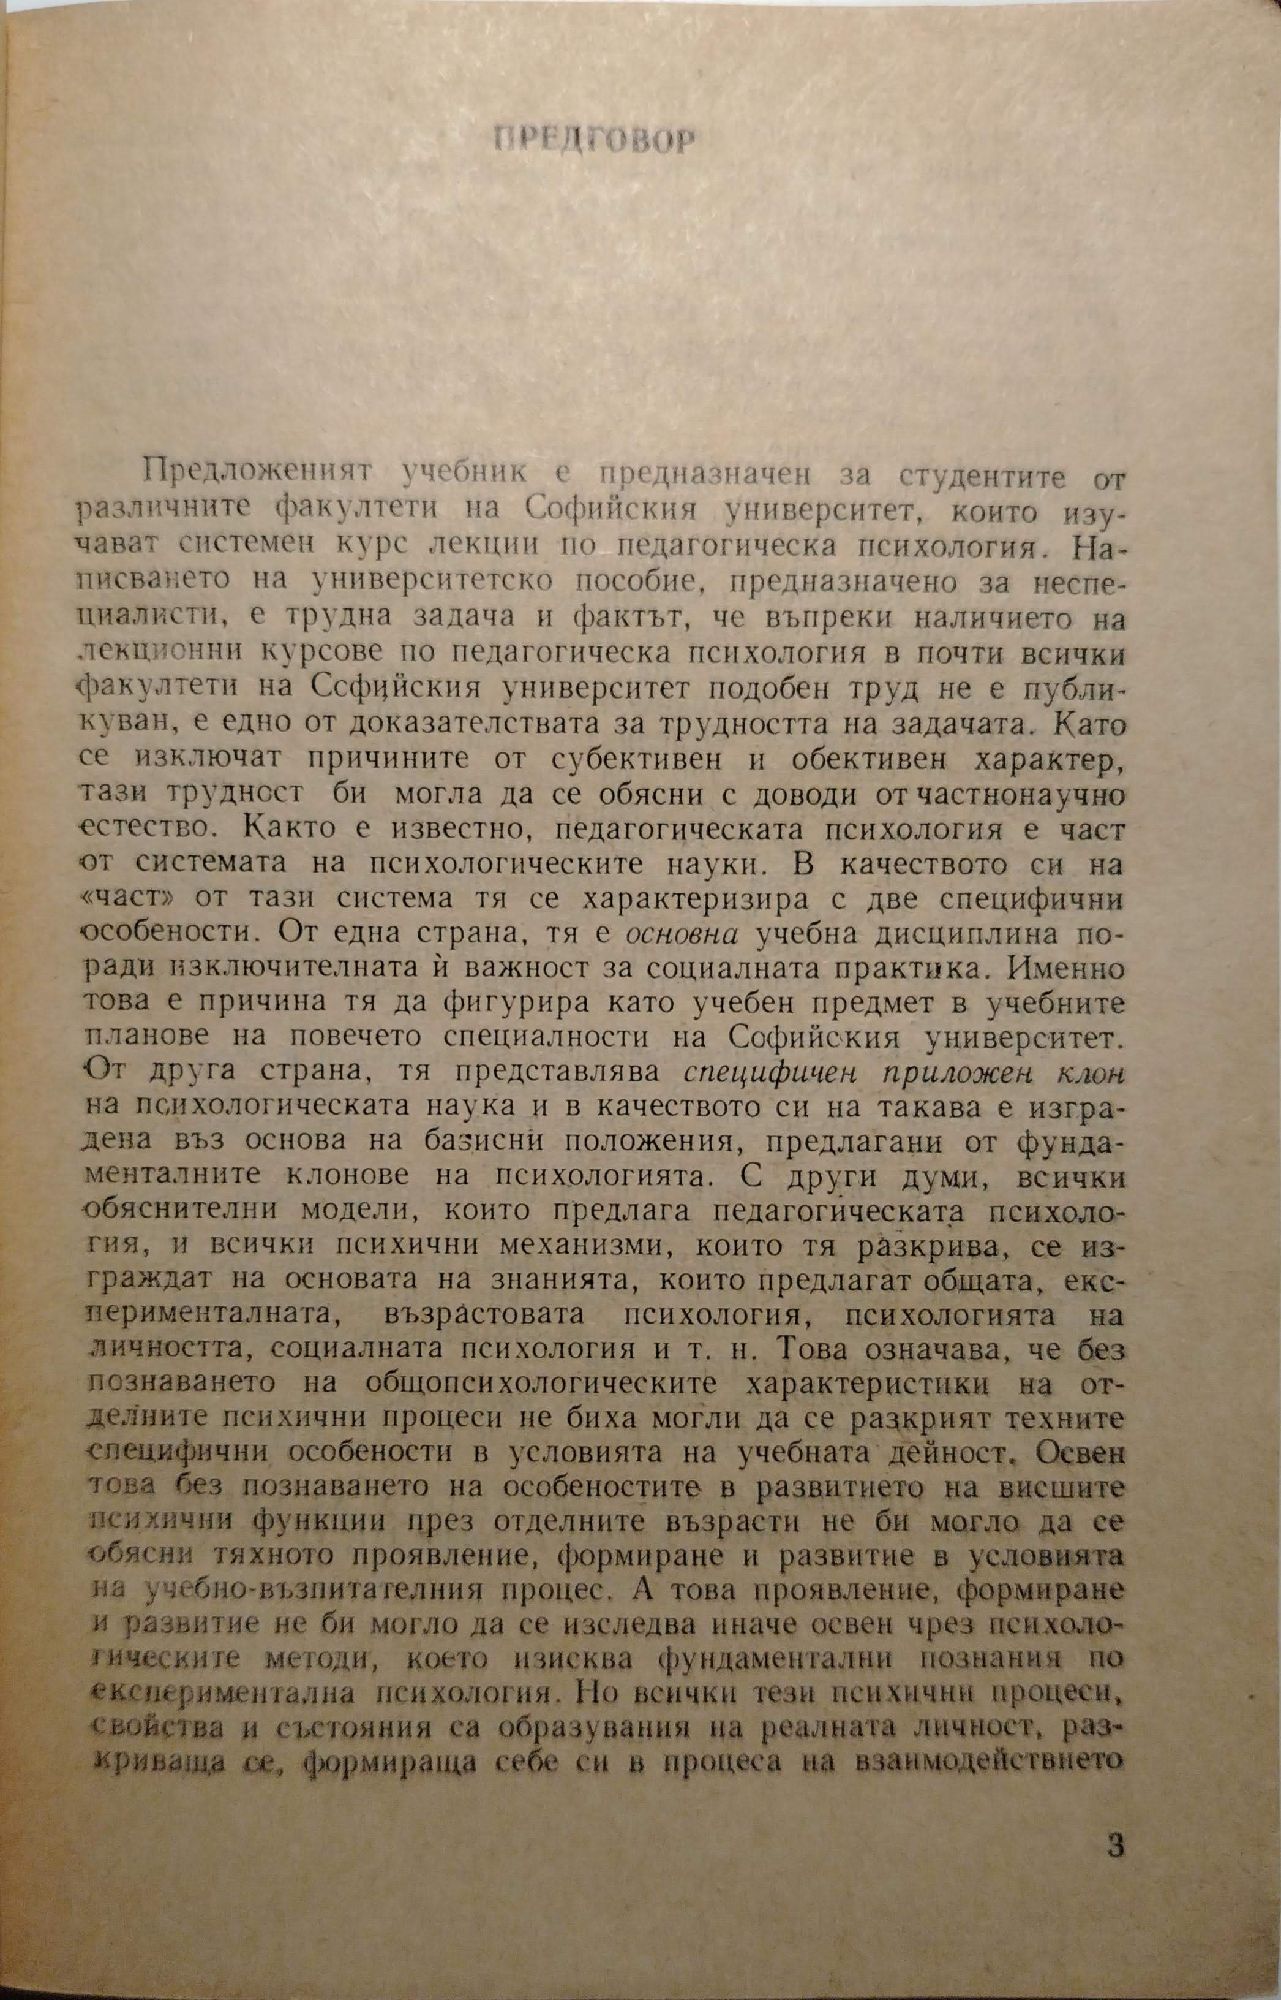 ПРЕДГОВОР
Предложеният учебник е предназначен за студентите от
различните факултети на Софийския университет, които изу-
чават системен курс лекции по педагогическа психология. На-
писването на университетско пособие, предназначено за неспе-
циалисти, е трудна задача и фактът, че въпреки наличието на
лекционни курсове по педагогическа психология в почти всички
факултети на Софийския университет подобен труд не е публи-
куван, е едно от доказателствата за трудността на задачата. Като
се изключат причините от субективен и обективен характер,
тази трудност би могла да се обясни с доводи от частнонаучно
естество. Както е известно, педагогическата психология е част
от системата на психологическите науки. В качеството си на
«част» от тази система тя се характеризира с две специфични
особености. От една страна, тя е основна учебна дисциплина по-
ради изключителната ѝ важност за социалната практика. Именно
това е причина тя да фигурира като учебен предмет в учебните
планове на повечето специалности на Софийския университет.
От друга страна, тя представлява специфичен приложен клон
на психологическата наука и в качеството си на такава е изгра-
дена въз основа на базисни положения, предлагани от фунда-
менталните клонове на психологията. С други думи, всички
обяснителни модели, които предлага педагогическата психоло-
гия, и всички психични механизми, които тя разкрива, се из-
граждат на основата на знанията, които предлагат общата, екс-
перименталната, възрастовата психология, психологията на
личността, социалната психология и т. н. Това означава, че без
познаването на общопсихологическите характеристики на от-
делните психични процеси не биха могли да се разкрият техните
специфични особености в условията на учебната дейност. Освен
това без познаването на особеностите в развитието на висшите
психични функции през отделните възрасти не би могло да се
обясни тяхното проявление, формиране и развитие в условията
на учебно-възпитателния процес. А това проявление, формиране
и развитие не би могло да се изследва иначе освен чрез психоло-
гическите методи, което изисква фундаментални познания по
експериментална психология. Но всички тези психични процеси,
свойства и състояния са образувания на реалната личност, раз-
криваща се, формираща себе си в процеса на взаимодействието
3